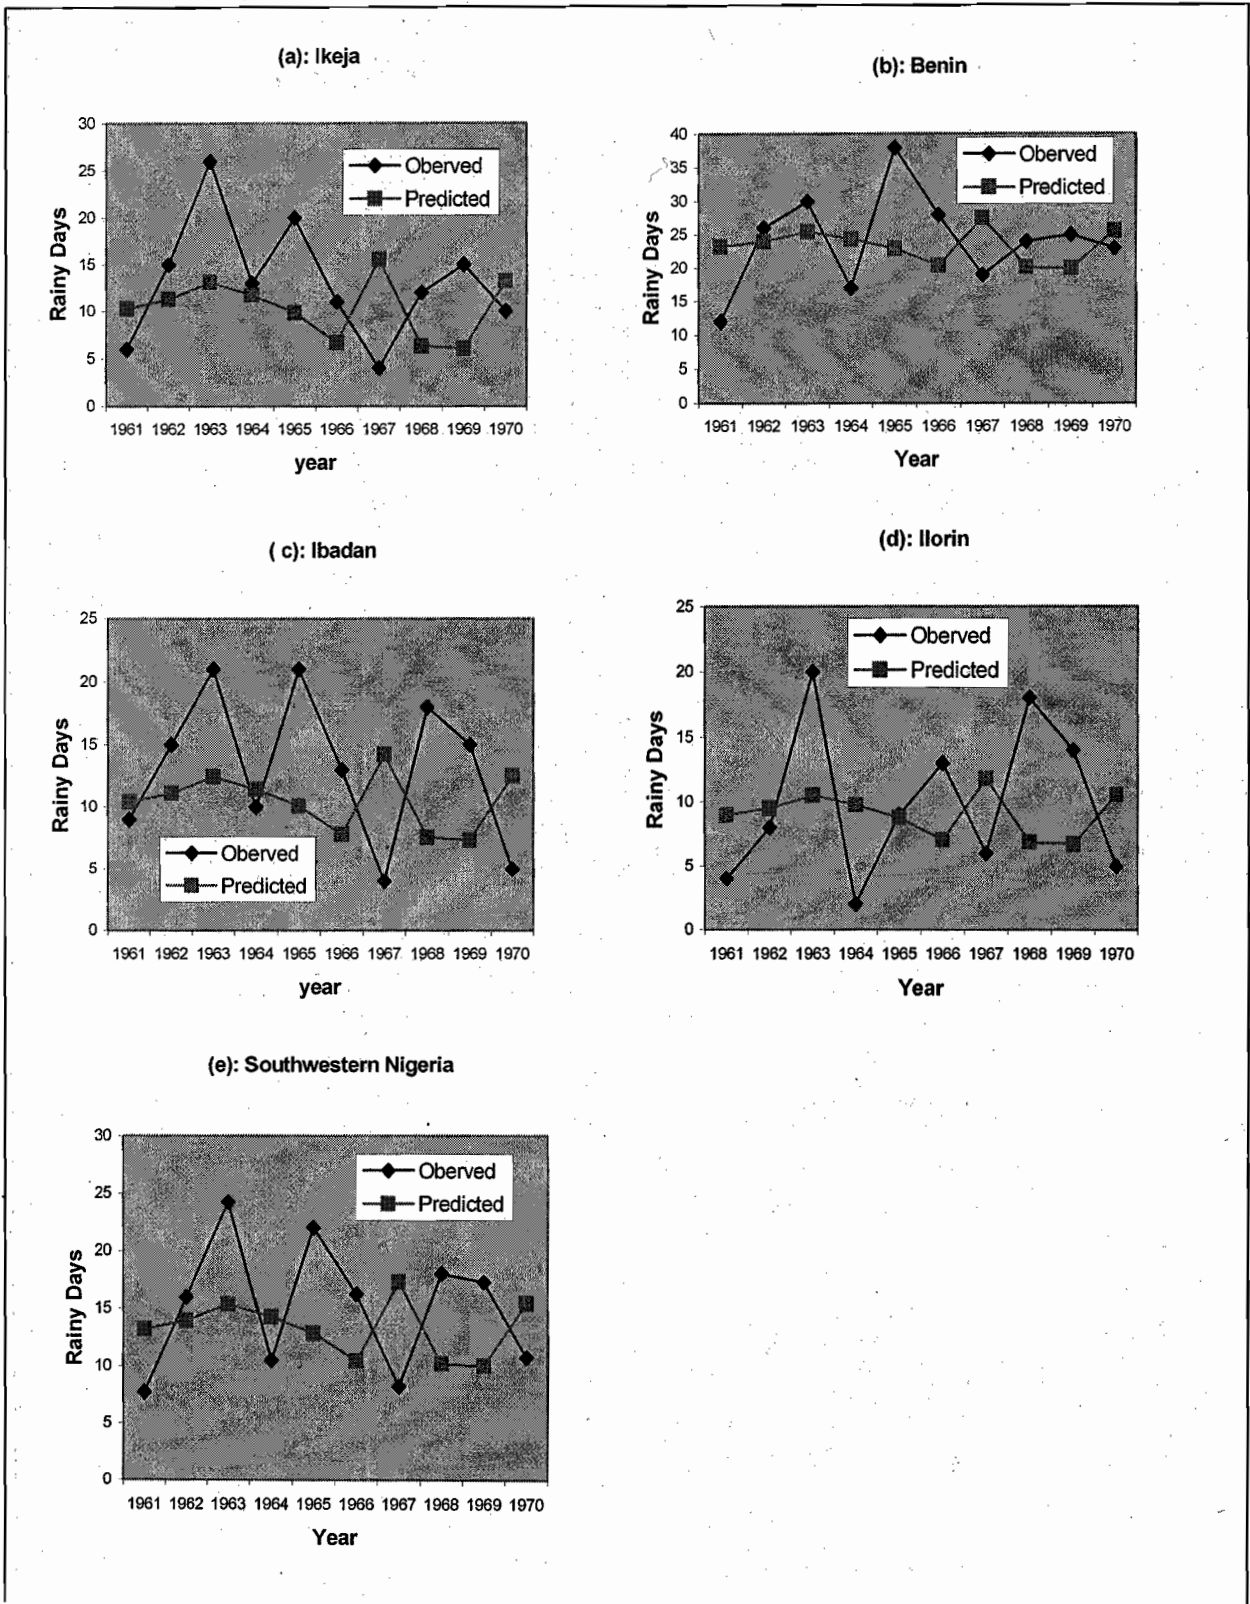 (a): Ikeja
30
25
20
15
10
5
0
Rainy Days
Oberved
Predicted
1961 1962 1963 1964 1965 1966 1967 1968 1969 1970
year
(b): Benin
40
35
30
25
20
15
10
5
0
Rainy Days
Oberved
Predicted
1961 1962 1963 1964 1965 1966 1967 1968 1969 1970
Year
( c): Ibadan
25
20
15
10
5
0
Rainy Days
Oberved
Predicted
1961 1962 1963 1964 1965 1966 1967 1968 1969 1970
year
(d): Ilorin
25
20
15
10
5
0
Rainy Days
Oberved
Predicted
1961 1962 1963 1964 1965 1966 1967 1968 1969 1970
Year
(e): Southwestern Nigeria
30
25
20
15
10
5
0
Rainy Days
Oberved
Predicted
1961 1962 1963 1964 1965 1966 1967 1968 1969 1970
Year